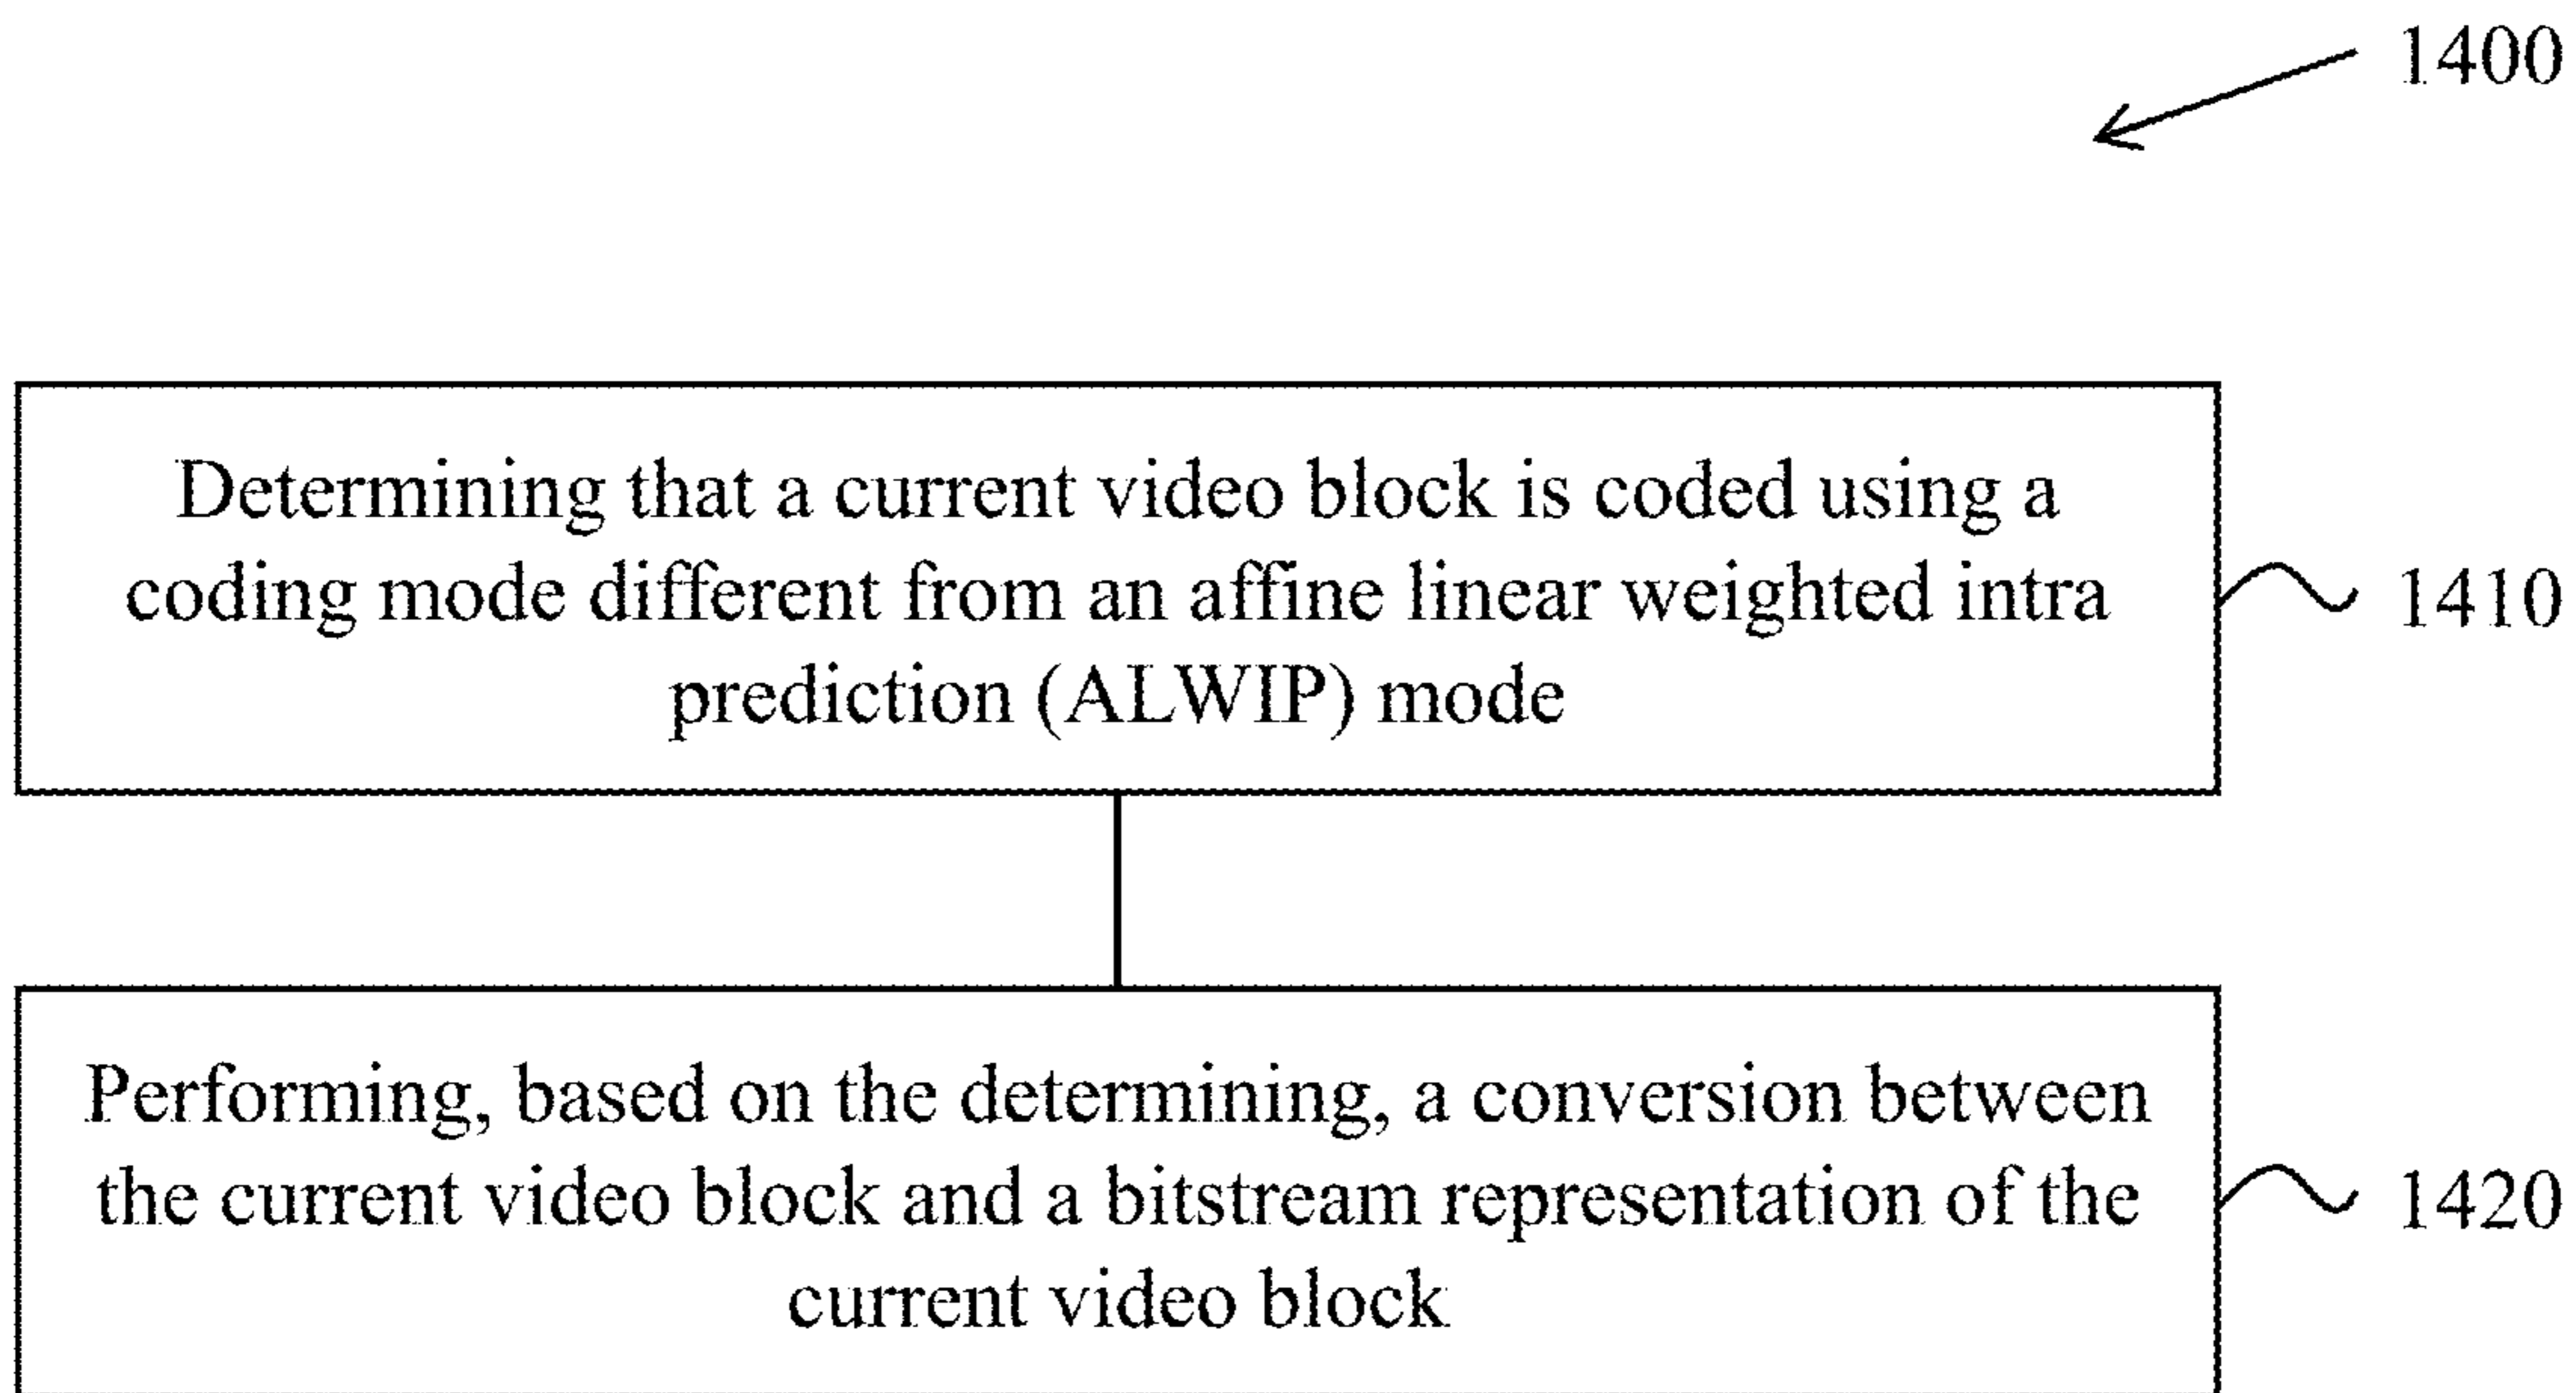 1400
Determining that a current video block is coded using a
coding mode different from an affine linear weighted intra
prediction (ALWIP) mode
1410
Performing, based on the determining, a conversion between
the current video block and a bitstream representation of the
current video block
1420